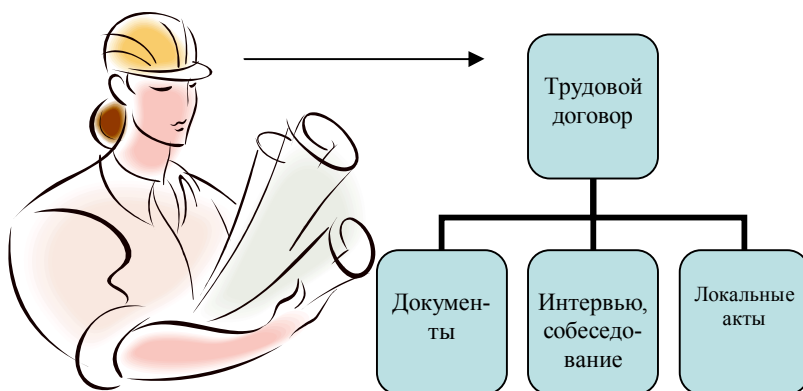 Трудовой
договор
Докумен-
ты
Интервью,
собеседо-
вание
Локальные
акты